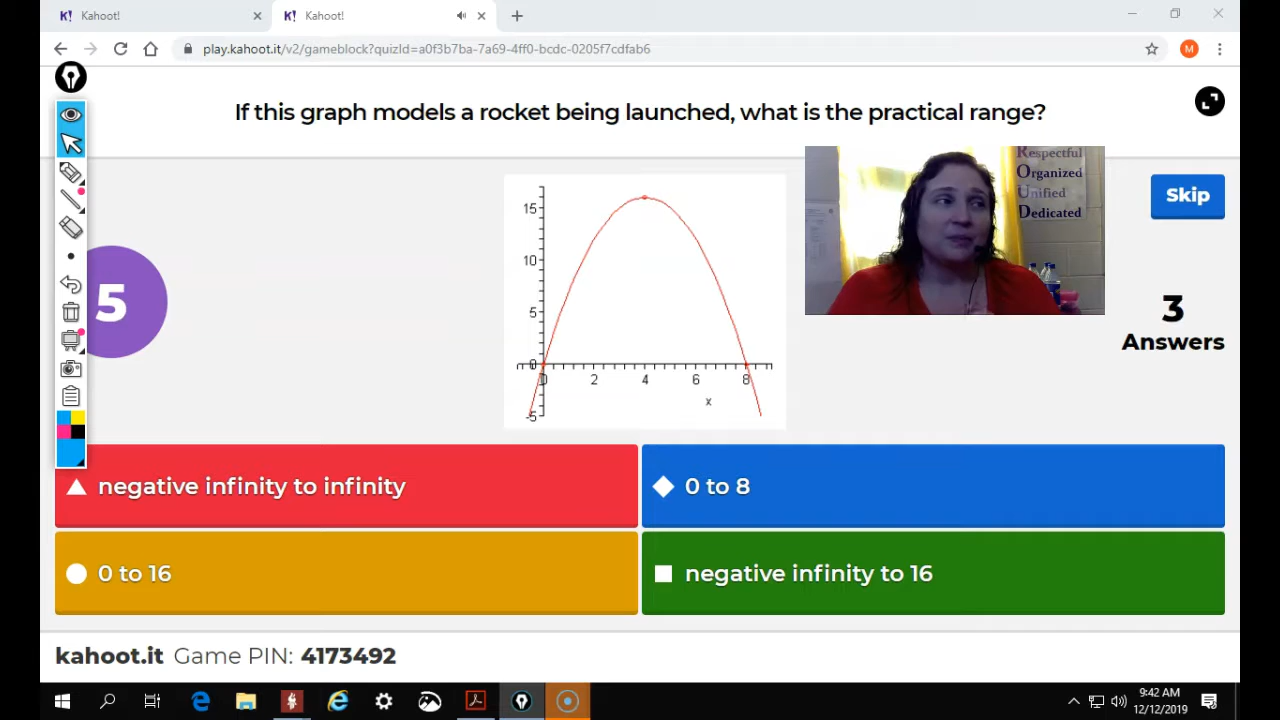 Kahoot!
Kahoot!
play.kahoot.it/v2/gameblock?quizId=a0f3b7ba-7a69-4ff0-bcdc-0205f7cdfab6
M
If this graph models a rocket being launched, what is the practical range?
Respectful
Organized
Unified
Dedicated
Skip
5
3
Answers
15
10
5
0
-5
0 2 4 6 8
x
negative infinity to infinity
0 to 8
0 to 16
negative infinity to 16
kahoot.it Game PIN: 4173492
9:42 AM
12/12/2019